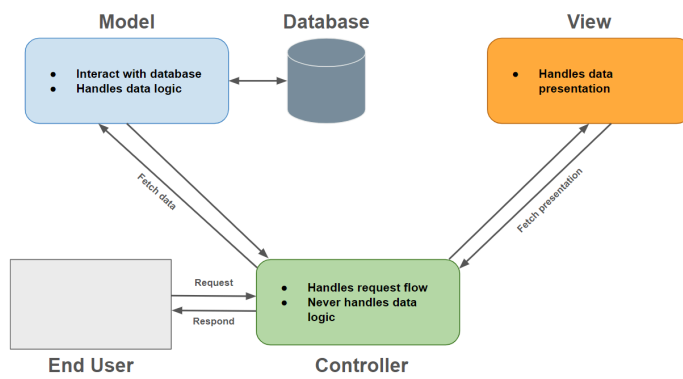 Model
Database
View
● Interact with database
● Handles data logic
● Handles data
presentation
Fetch data
Fetch presentation
Request
Respond
● Handles request flow
● Never handles data
logic
End User
Controller